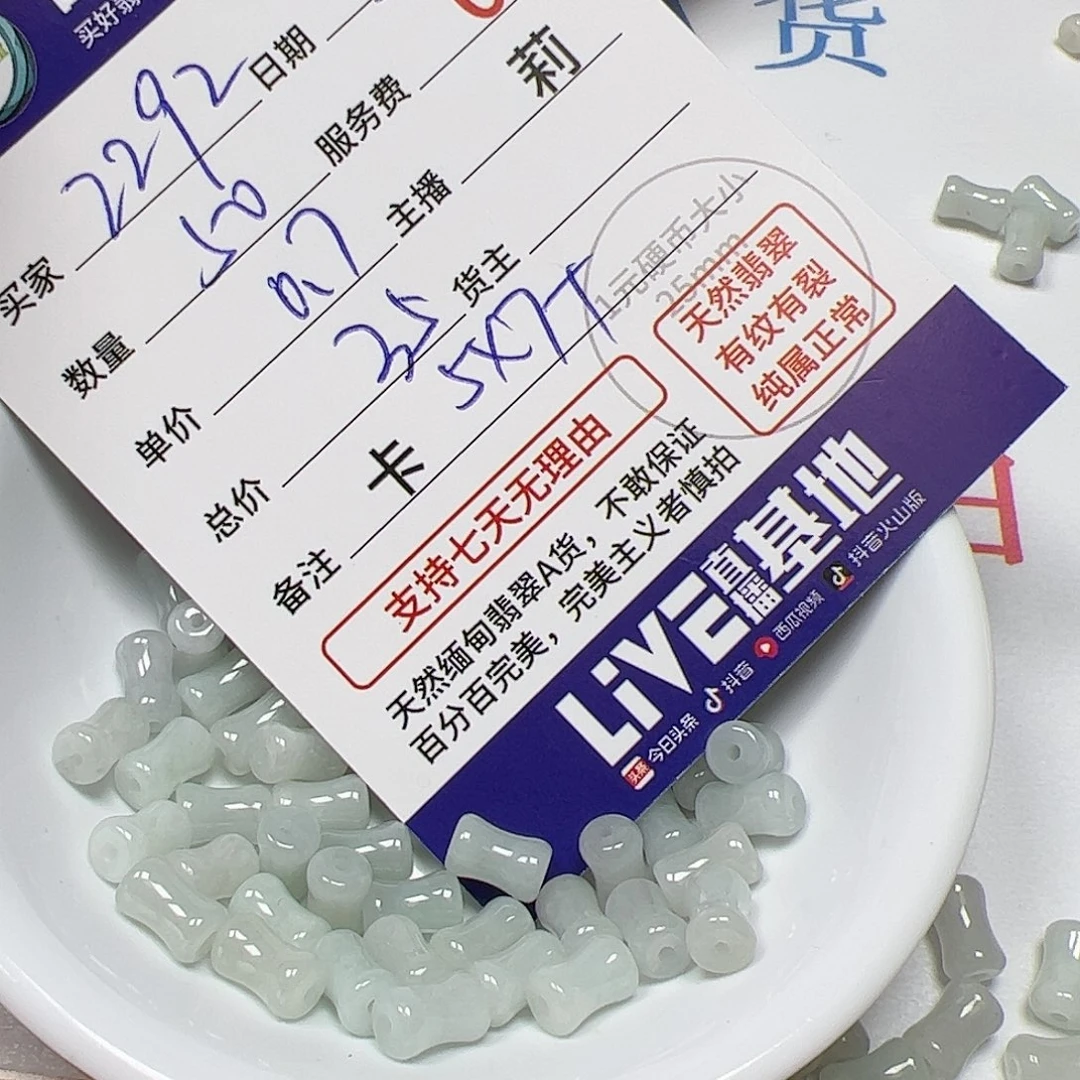 买好翡
货
买家 2292 日期
数量 50 服务费
单价 0.7 主播 莉
总价 35 货主
备注 卡 5X7+
1元硬币大小
25mm
天然翡翠
有纹有裂
纯属正常
支持七天无理由
天然缅甸翡翠A货，不敢保证
百分百完美，完美主义者慎拍
LiVE直播基地
头条 今日头条 抖音 西瓜视频 抖音火山版